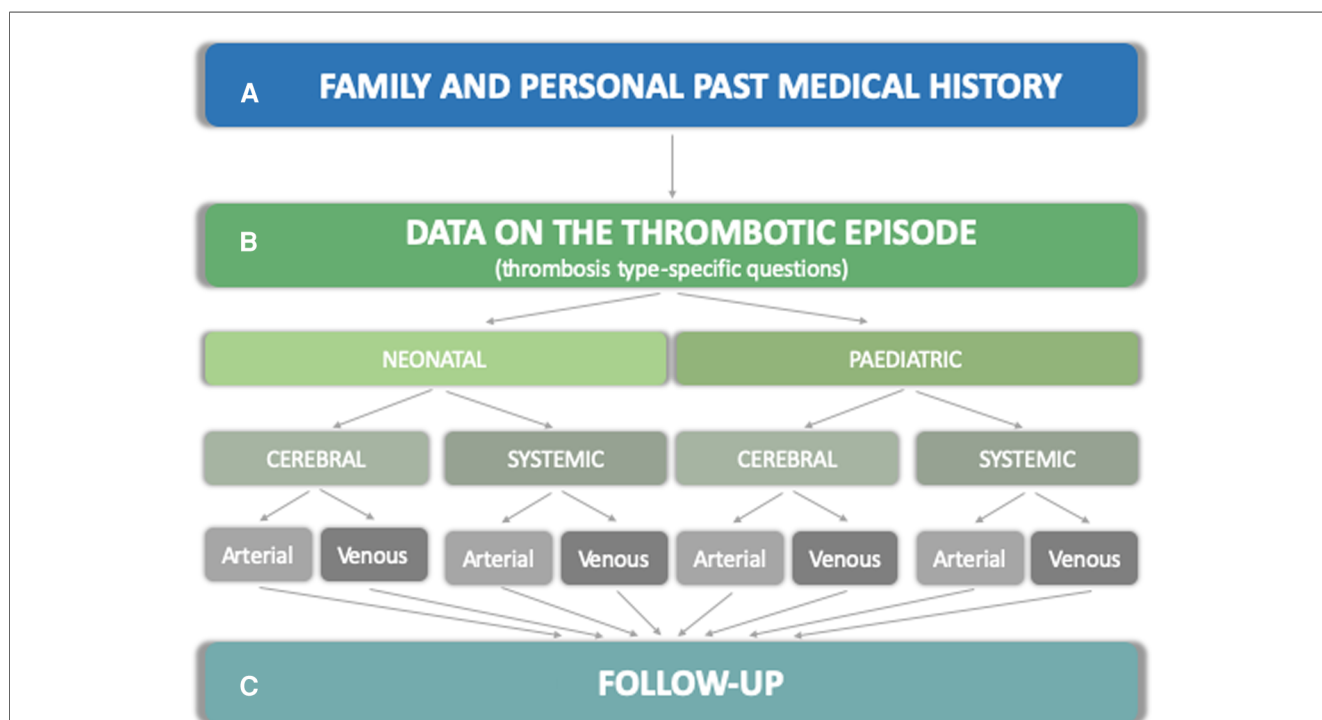 A FAMILY AND PERSONAL PAST MEDICAL HISTORY
B DATA ON THE THROMBOTIC EPISODE
(thrombosis type-specific questions)
NEONATAL PAEDIATRIC
CEREBRAL SYSTEMIC CEREBRAL SYSTEMIC
Arterial Venous Arterial Venous Arterial Venous Arterial Venous
C FOLLOW-UP